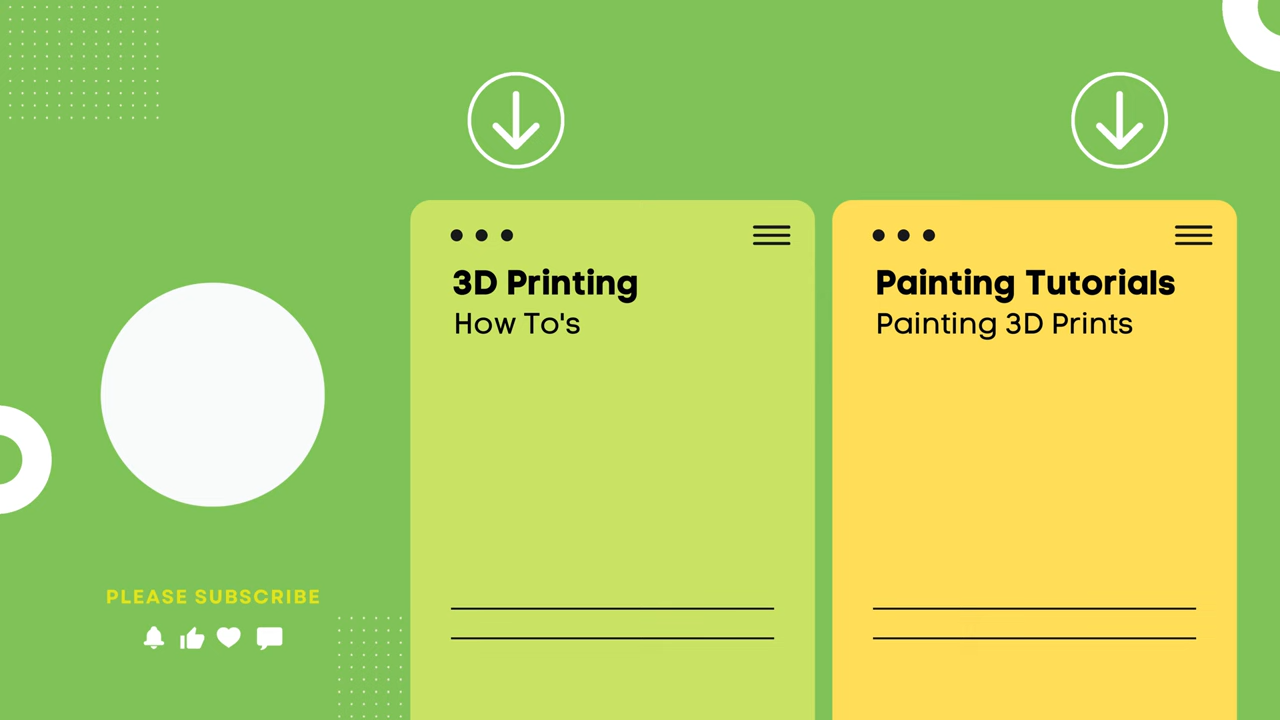 3D Printing
How To's
Painting Tutorials
Painting 3D Prints
PLEASE SUBSCRIBE